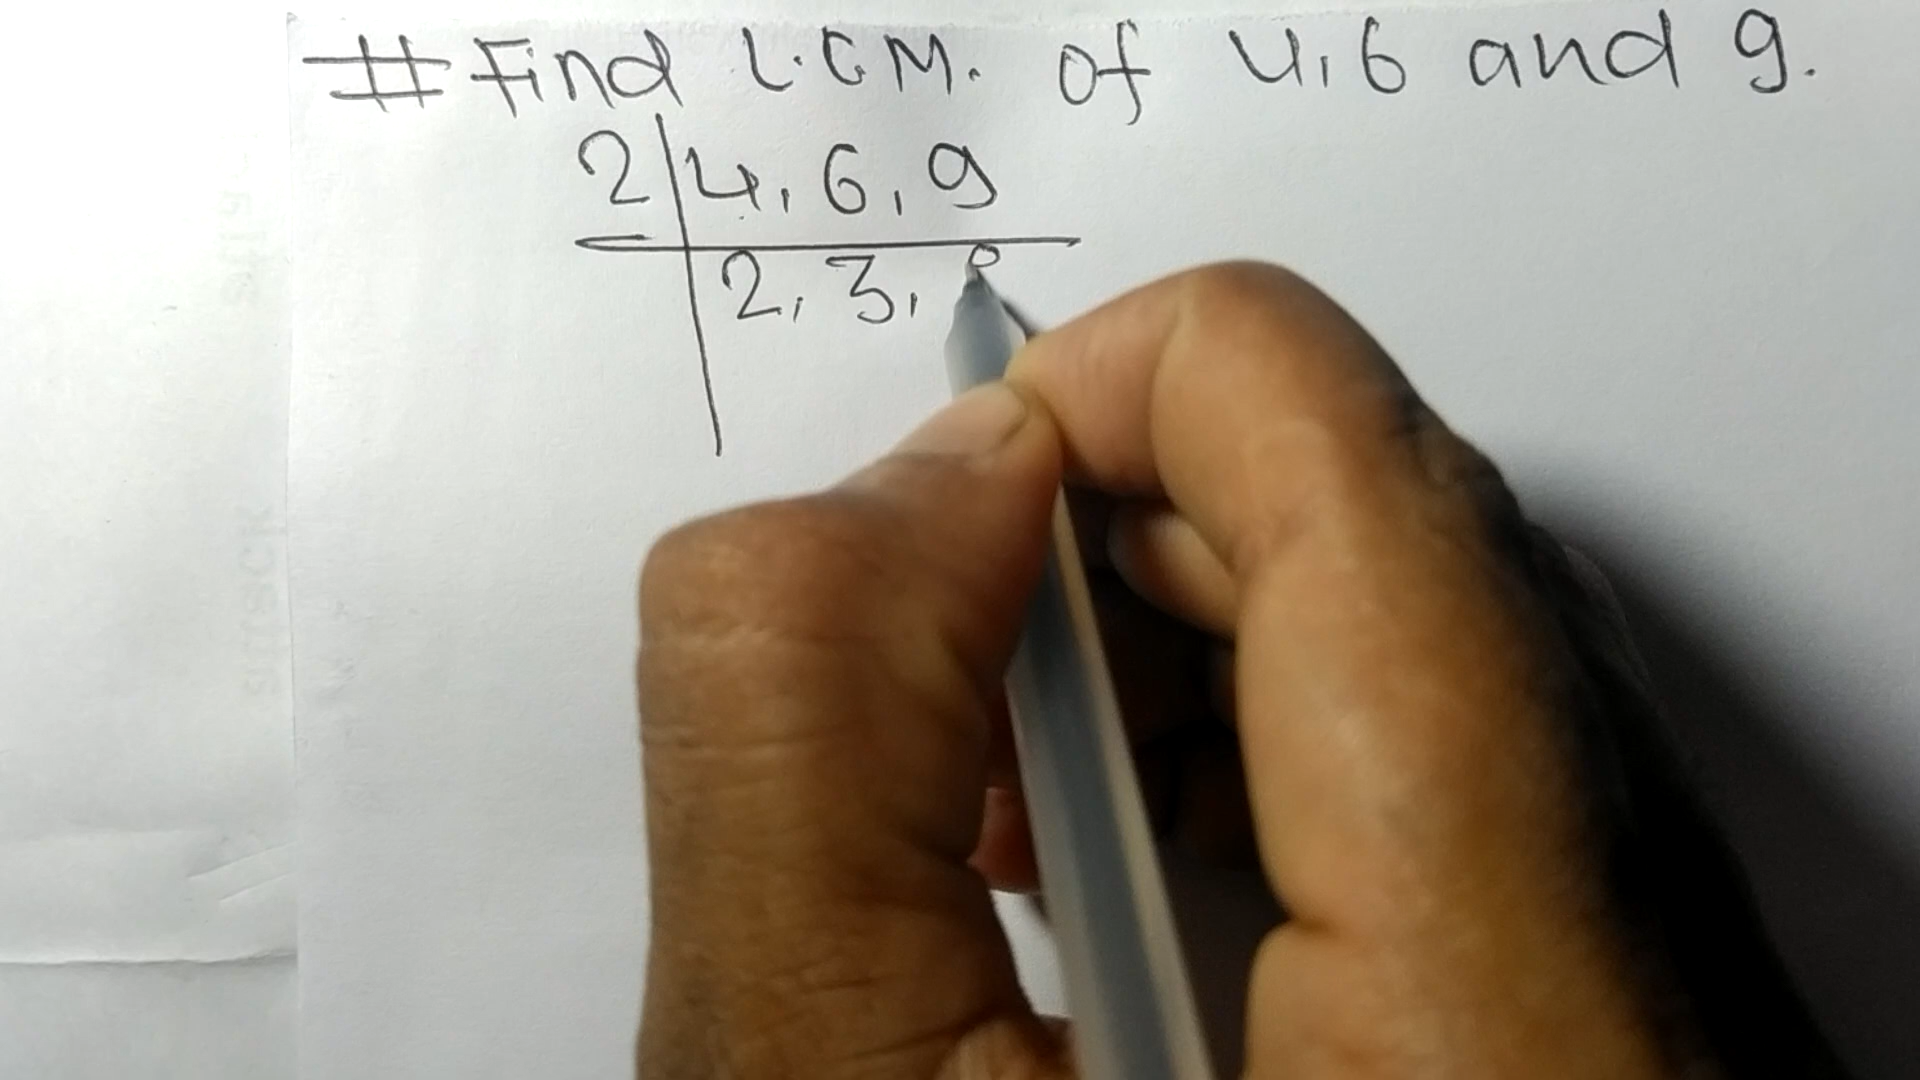 # Find L.C.M. of 4,6 and 9.
2 | 4, 6, 9
2, 3,